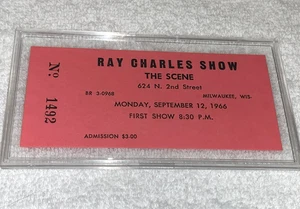 No. 1492
RAY CHARLES SHOW
THE SCENE
624 N. 2nd Street
BR 3-0968
MILWAUKEE, WIS.
MONDAY, SEPTEMBER 12, 1966
FIRST SHOW 8:30 P.M.
ADMISSION $3.00